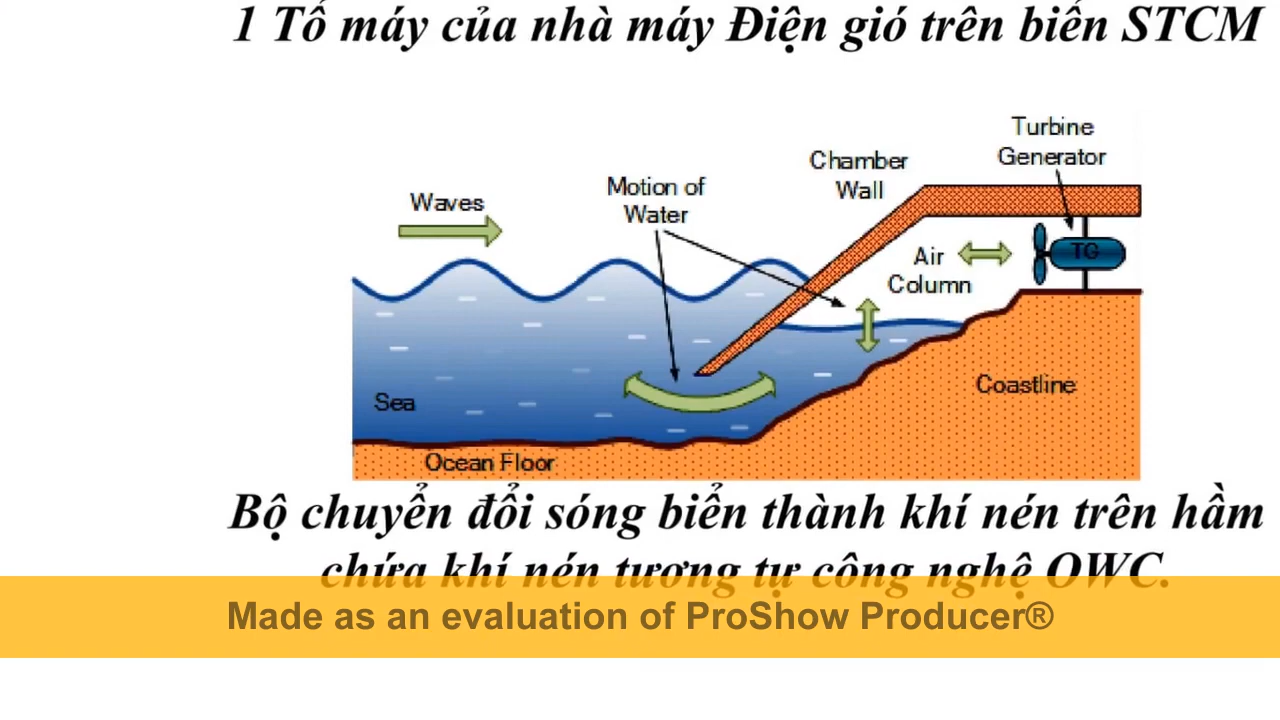 1 Tổ máy của nhà máy Điện gió trên biển STCM
Turbine
Generator
Chamber
Wall
Motion of
Water
Waves
Air
Column
TG
Sea
Coastline
Ocean Floor
Bộ chuyển đổi sóng biển thành khí nén trên hầm
chứa khí nén tương tự công nghệ OWC.
Made as an evaluation of ProShow Producer®